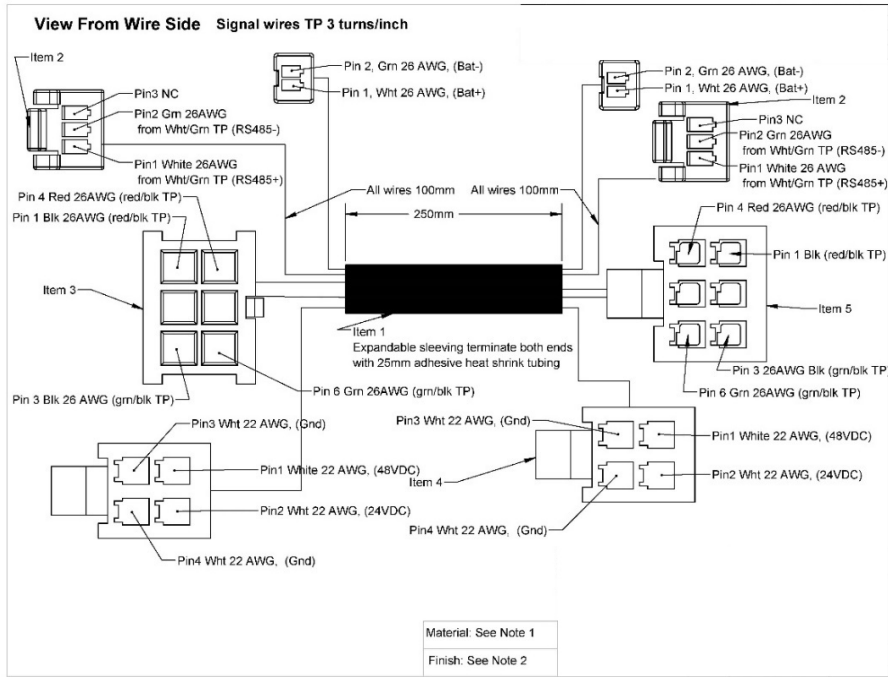 View From Wire Side Signal wires TP 3 turns/inch
Item 2
Pin3 NC
Pin2 Grn 26AWG
from Wht/Grn TP (RS485-)
Pin1 White 26AWG
from Wht/Grn TP (RS485+)
Pin 2, Grn 26 AWG, (Bat-)
Pin 1, Wht 26 AWG, (Bat+)
Pin 2, Grn 26 AWG, (Bat-)
Pin 1, Wht 26 AWG, (Bat+)
Item 2
Pin3 NC
Pin2 Grn 26AWG
from Wht/Grn TP (RS485-)
Pin1 White 26 AWG
from Wht/Grn TP (RS485+)
Pin 4 Red 26AWG (red/blk TP)
Pin 1 Blk 26AWG (red/blk TP)
Item 3
Pin 3 Blk 26 AWG (grn/blk TP)
Pin 6 Grn 26AWG (grn/blk TP)
All wires 100mm
All wires 100mm
250mm
Item 1
Expandable sleeving terminate both ends
with 25mm adhesive heat shrink tubing
Pin 4 Red 26AWG (red/blk TP)
Pin 1 Blk (red/blk TP)
Item 5
Pin 3 26AWG Blk (grn/blk TP)
Pin 6 Grn 26AWG (grn/blk TP)
Pin3 Wht 22 AWG, (Gnd)
Pin1 White 22 AWG, (48VDC)
Pin2 Wht 22 AWG, (24VDC)
Pin4 Wht 22 AWG, (Gnd)
Pin3 Wht 22 AWG, (Gnd)
Pin1 White 22 AWG, (48VDC)
Item 4
Pin2 Wht 22 AWG, (24VDC)
Pin4 Wht 22 AWG, (Gnd)
Material: See Note 1
Finish: See Note 2